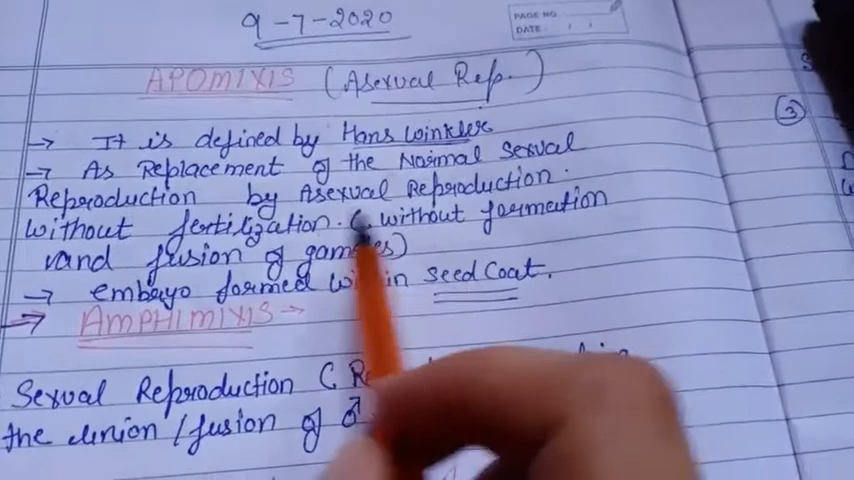 9-7-2020
PAGE NO.
DATE:
APOMIXIS (Asexual Rep.)
→ It is defined by Hans Winkler
→ As Replacement of the Normal Sexual
Reproduction by Asexual Reproduction.
without fertilization. (without formation
and fusion of gametes)
→ embryo formed within seed coat.
→ AMPHIMIXIS →
Sexual Reproduction (
the union / fusion of ♂
3